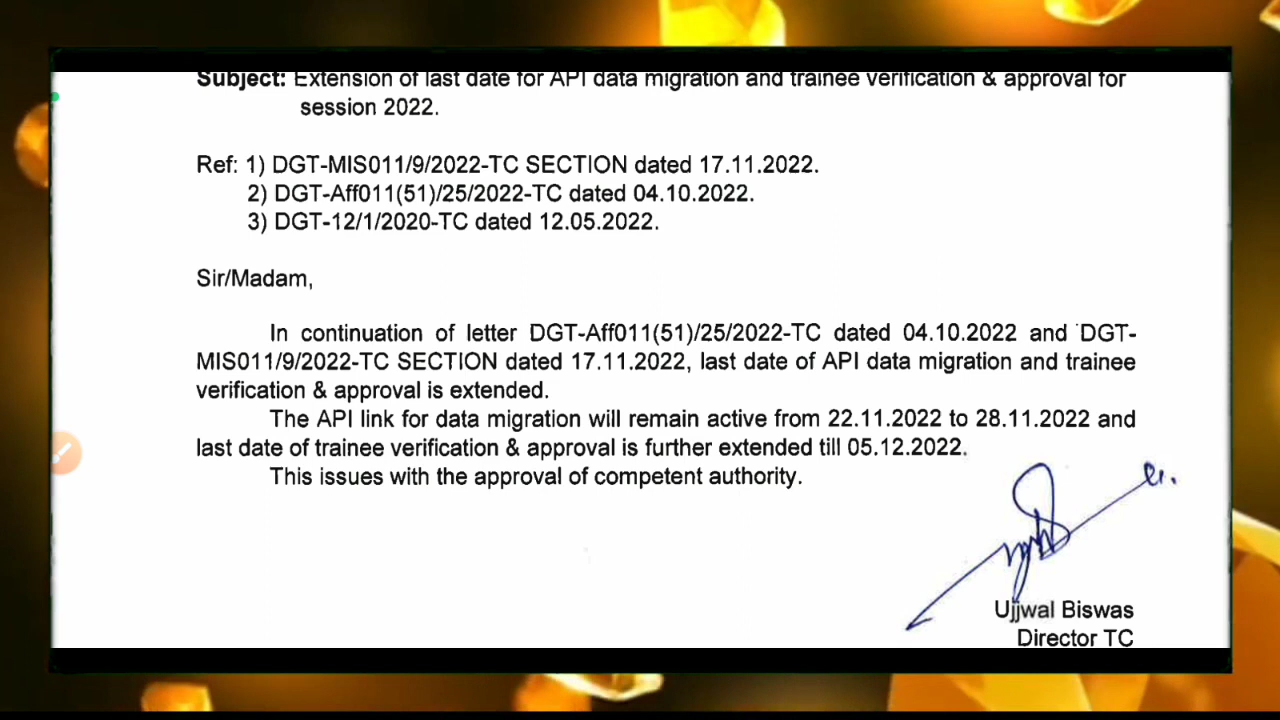 Subject: Extension of last date for API data migration and trainee verification & approval for
session 2022.
Ref: 1) DGT-MIS011/9/2022-TC SECTION dated 17.11.2022.
2) DGT-Aff011(51)/25/2022-TC dated 04.10.2022.
3) DGT-12/1/2020-TC dated 12.05.2022.
Sir/Madam,
In continuation of letter DGT-Aff011(51)/25/2022-TC dated 04.10.2022 and DGT-
MIS011/9/2022-TC SECTION dated 17.11.2022, last date of API data migration and trainee
verification & approval is extended.
The API link for data migration will remain active from 22.11.2022 to 28.11.2022 and
last date of trainee verification & approval is further extended till 05.12.2022.
This issues with the approval of competent authority.
Ujjwal Biswas
Director TC